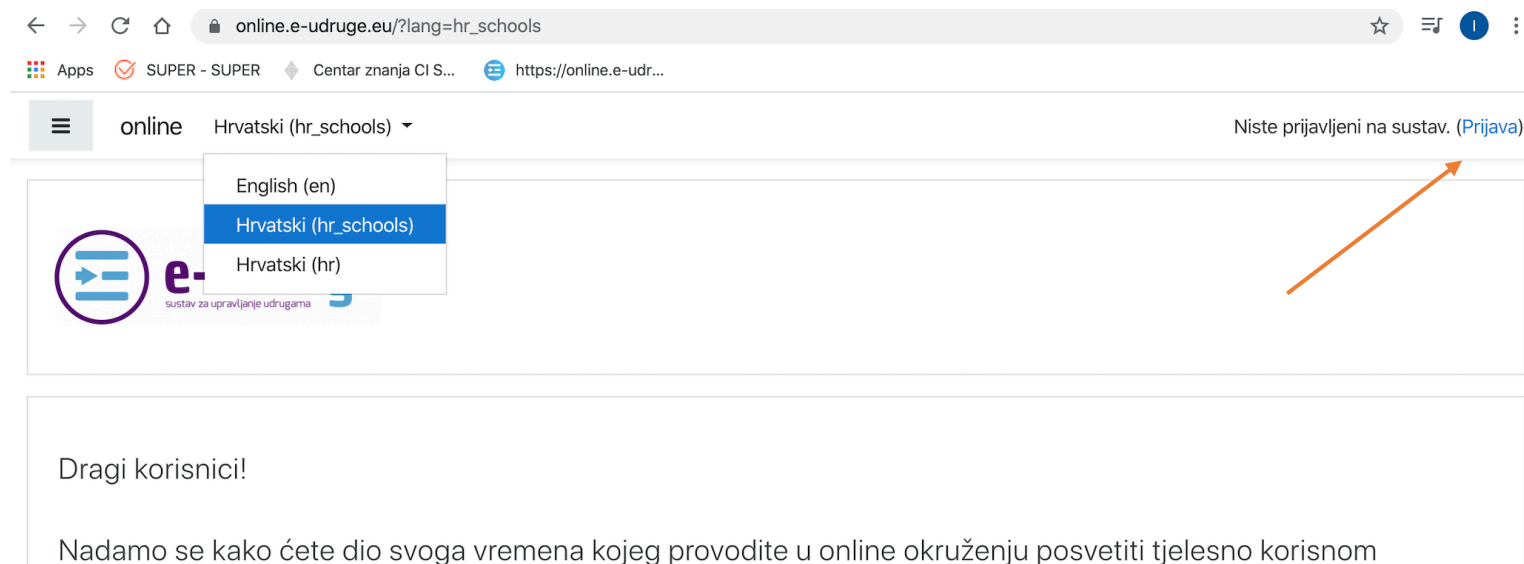 online.e-udruge.eu/?lang=hr_schools
I
Apps SUPER - SUPER Centar znanja CI S... https://online.e-udr...
online Hrvatski (hr_schools) Niste prijavljeni na sustav. (Prijava)
English (en)
Hrvatski (hr_schools)
Hrvatski (hr)
e-
sustav za upravljanje udrugama
Dragi korisnici!
Nadamo se kako ćete dio svoga vremena kojeg provodite u online okruženju posvetiti tjelesno korisnom